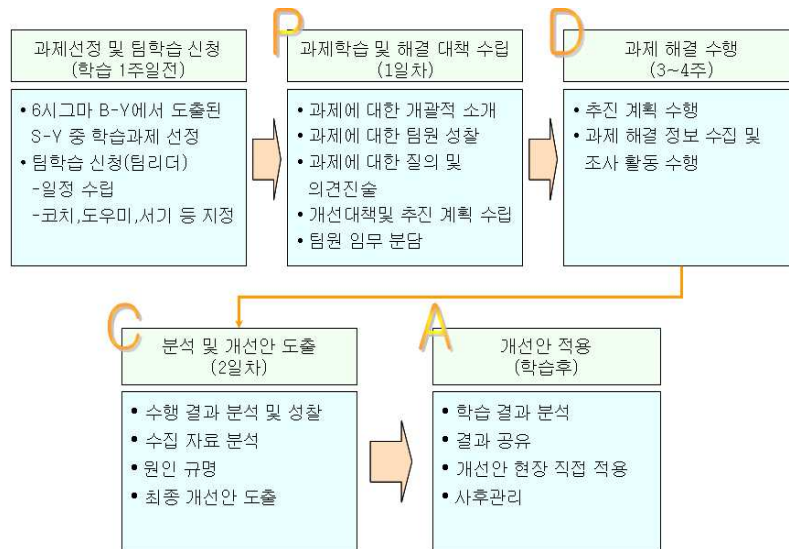 과제선정 및 팀학습 신청
(학습 1주일전)
• 6시그마 B-Y에서 도출된
S-Y 중 학습과제 선정
• 팀학습 신청(팀리더)
-일정 수립
-코치,도우미,서기 등 지정
P
과제학습 및 해결 대책 수립
(1일차)
• 과제에 대한 개괄적 소개
• 과제에 대한 팀원 성찰
• 과제에 대한 질의 및
의견진술
• 개선대책및 추진 계획 수립
• 팀원 임무 분담
D
과제 해결 수행
(3~4주)
• 추진 계획 수행
• 과제 해결 정보 수집 및
조사 활동 수행
C
분석 및 개선안 도출
(2일차)
• 수행 결과 분석 및 성찰
• 수집 자료 분석
• 원인 규명
• 최종 개선안 도출
A
개선안 적용
(학습후)
• 학습 결과 분석
• 결과 공유
• 개선안 현장 직접 적용
• 사후관리